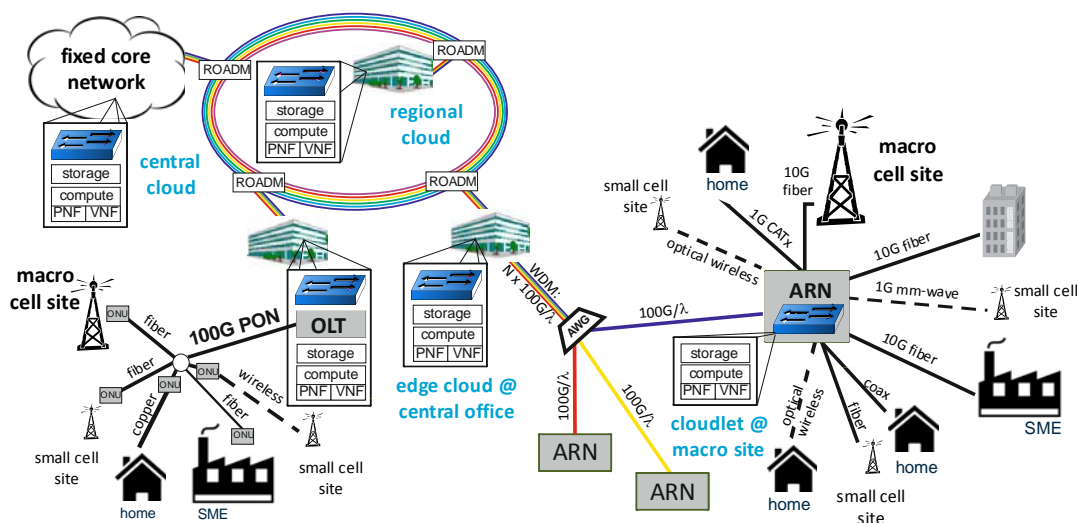 fixed core
network
ROADM
ROADM
storage
compute
PNF VNF
regional
cloud
central
cloud
storage
compute
PNF VNF
ROADM
ROADM
macro
cell site
ONU
fiber
100G PON
OLT
storage
compute
PNF VNF
fiber
ONU
ONU
ONU
wireless
copper
fiber
ONU
small cell
site
home
SME
small cell
site
storage
compute
PNF VNF
edge cloud @
central office
WDM:
N x 100G/λ
AWG
100G/λ
100G/λ
100G/λ
ARN
ARN
home
macro
cell site
10G
fiber
small cell
site
1G CATx
optical wireless
10G fiber
ARN
1G mm-wave
small cell
site
storage
compute
PNF VNF
cloudlet @
macro site
10G fiber
SME
optical
wireless
fiber
coax
home
home
small cell
site